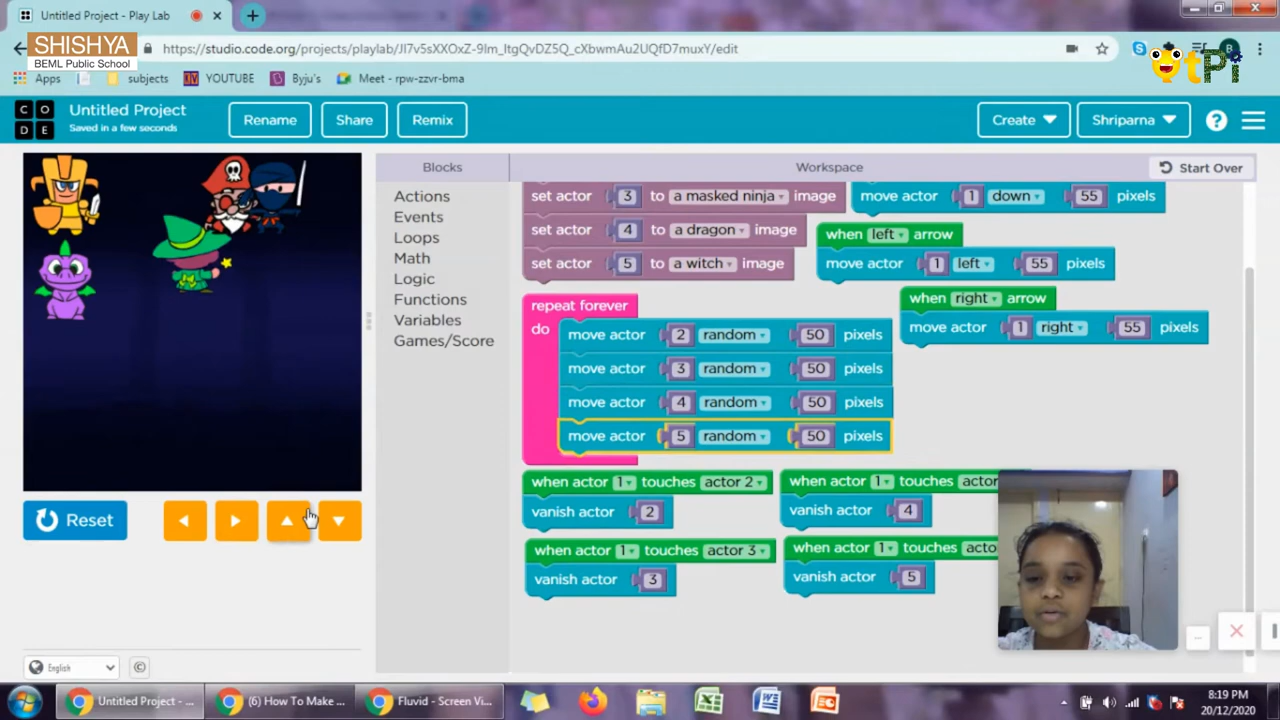 Untitled Project - Play Lab
https://studio.code.org/projects/playlab/JI7v5sXXOxZ-9Im_ItgQvDZ5Q_cXbwmAu2UQfD7muxY/edit
SHISHYA
BEML Public School
B
tPi
Apps
subjects
YOUTUBE
Byju's
Meet - rpw-zzvr-bma
C O
D E
Untitled Project
Saved in a few seconds
Rename
Share
Remix
Create
Shriparna
?
Blocks
Workspace
Start Over
Actions
Events
Loops
Math
Logic
Functions
Variables
Games/Score
set actor 3 to a masked ninja image
set actor 4 to a dragon image
set actor 5 to a witch image
move actor 1 down 55 pixels
when left arrow
move actor 1 left 55 pixels
when right arrow
move actor 1 right 55 pixels
repeat forever
do
move actor 2 random 50 pixels
move actor 3 random 50 pixels
move actor 4 random 50 pixels
move actor 5 random 50 pixels
when actor 1 touches actor 2
vanish actor 2
when actor 1 touches actor
vanish actor 4
when actor 1 touches actor 3
vanish actor 3
when actor 1 touches acto
vanish actor 5
Reset
English
Untitled Project - ...
(6) How To Make ...
Fluvid - Screen Vi...
8:19 PM
20/12/2020